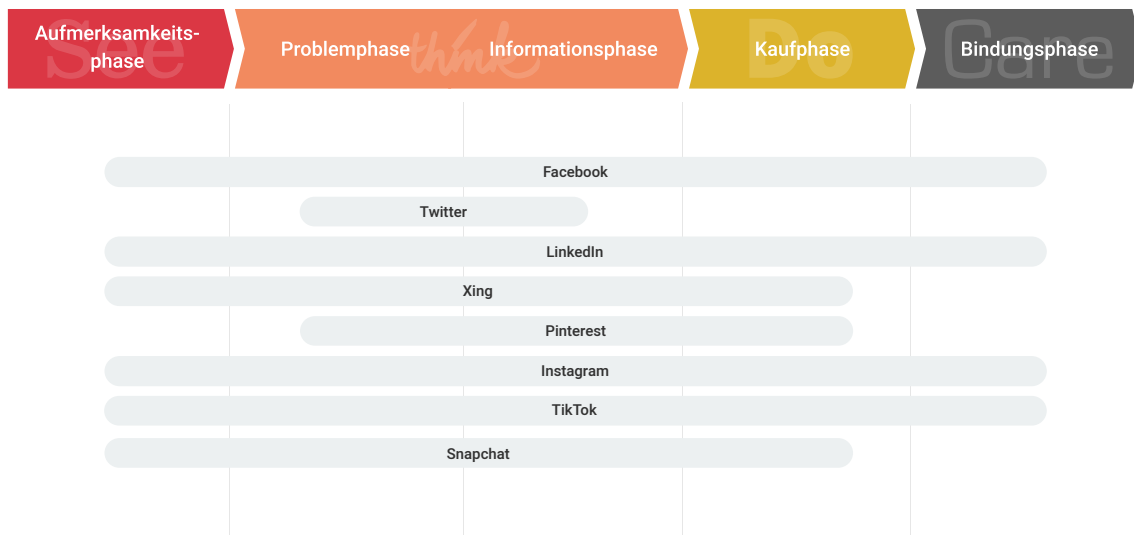 See
Aufmerksamkeits-
phase
Problemphase
think
Informationsphase
Do
Kaufphase
Care
Bindungsphase
Facebook
Twitter
LinkedIn
Xing
Pinterest
Instagram
TikTok
Snapchat